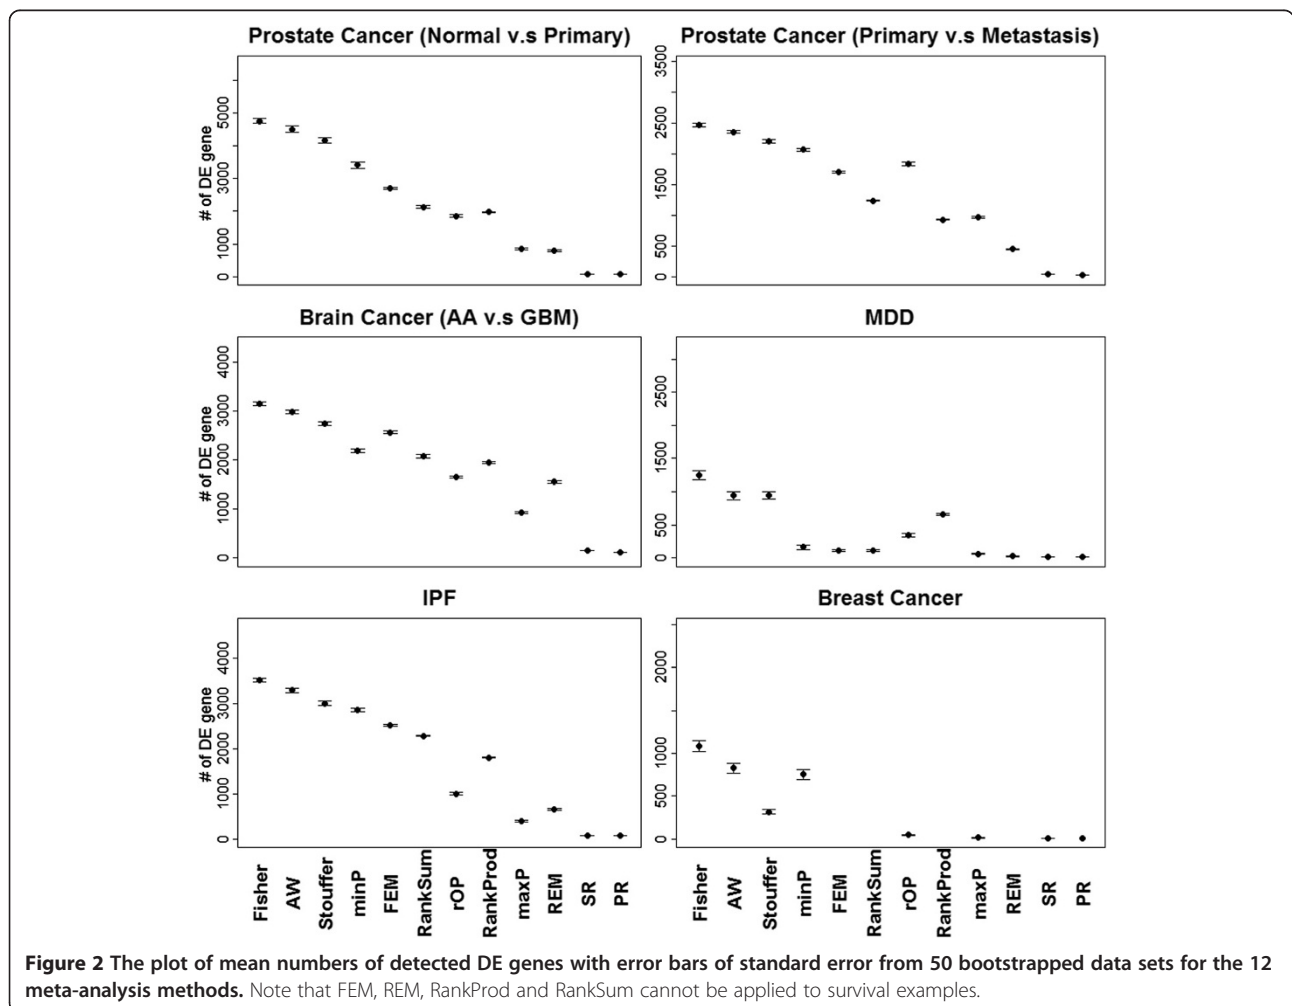 Prostate Cancer (Normal v.s Primary)
# of DE gene
5000
3000
1000
0
Prostate Cancer (Primary v.s Metastasis)
3500
2500
1500
500
0
Brain Cancer (AA v.s GBM)
# of DE gene
4000
3000
2000
1000
0
MDD
2500
1500
500
0
IPF
# of DE gene
4000
3000
2000
1000
0
Fisher
AW
Stouffer
minP
FEM
RankSum
rOP
RankProd
maxP
REM
SR
PR
Breast Cancer
2000
1000
500
0
Fisher
AW
Stouffer
minP
FEM
RankSum
rOP
RankProd
maxP
REM
SR
PR
Figure 2 The plot of mean numbers of detected DE genes with error bars of standard error from 50 bootstrapped data sets for the 12
meta-analysis methods. Note that FEM, REM, RankProd and RankSum cannot be applied to survival examples.